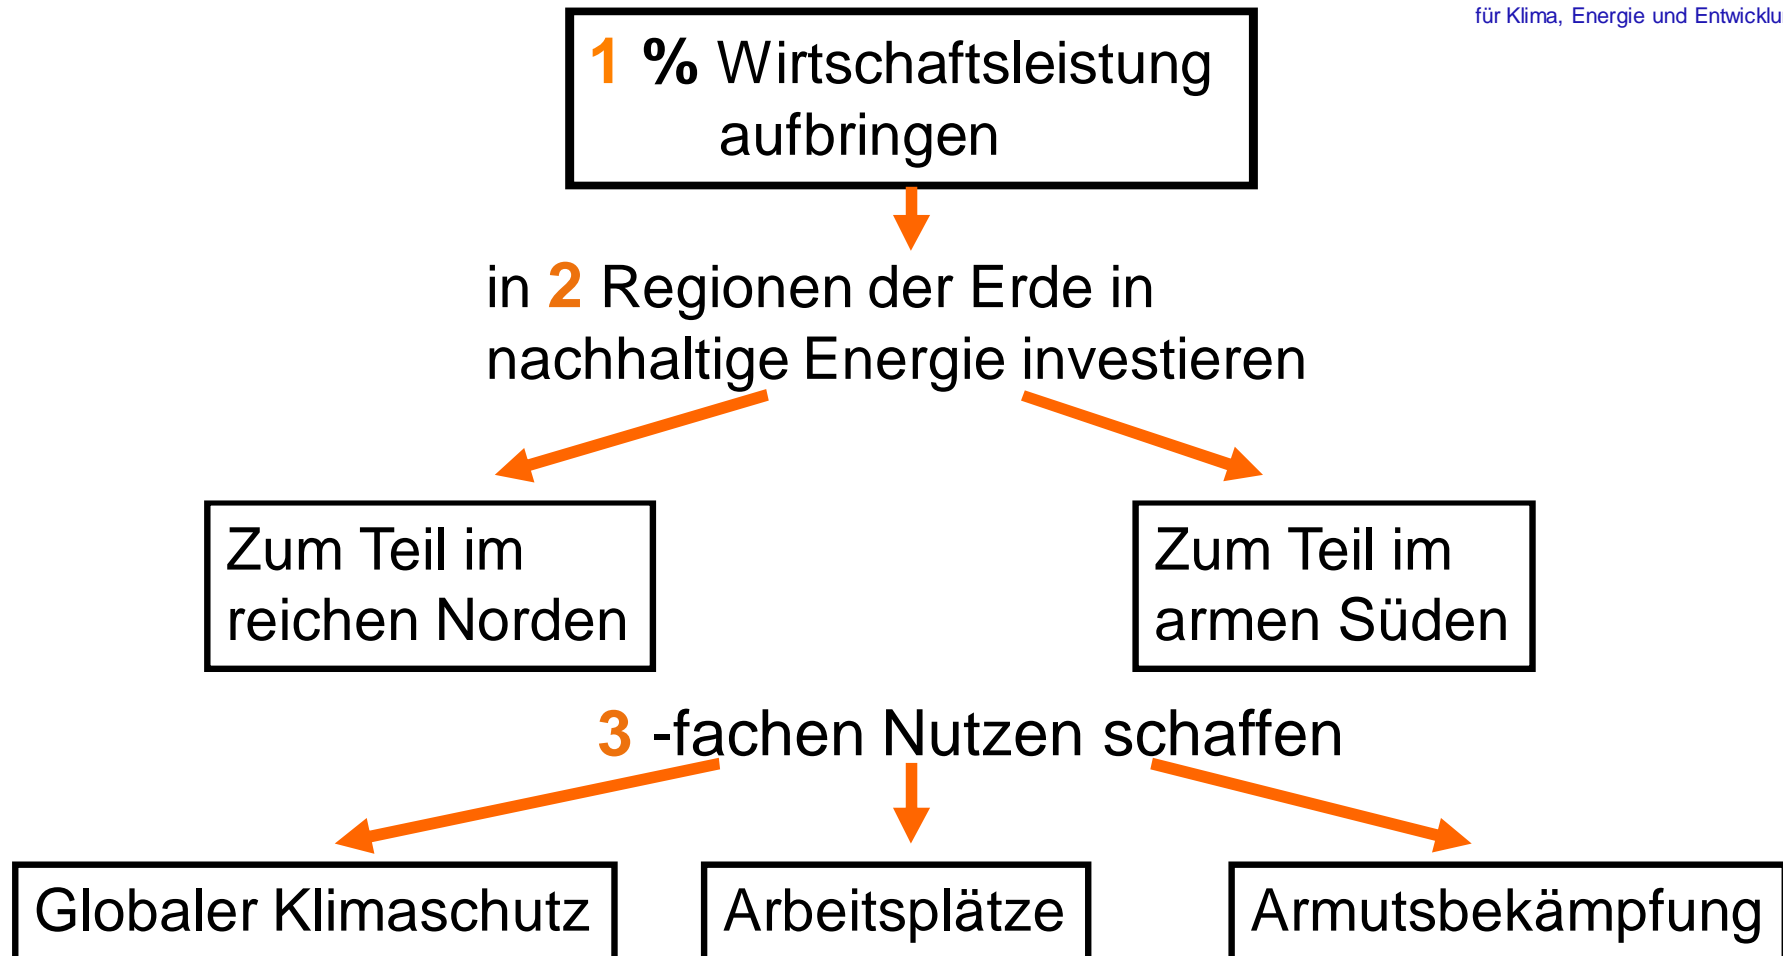 für Klima, Energie und
1 % Wirtschaftsleistung
aufbringen
in 2 Regionen der Erde in
nachhaltige Energie investieren
Zum Teil im
reichen Norden
Zum Teil im
armen Süden
3 -fachen Nutzen schaffen
Globaler Klimaschutz
Arbeitsplätze
Armutsbekämpfung